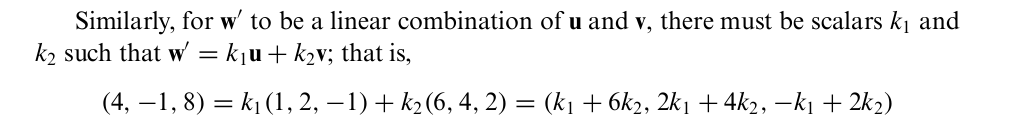 Similarly, for w′ to be a linear combination of u and v, there must be scalars k₁ and
k₂ such that w′ = k₁u + k₂v; that is,
(4, −1, 8) = k₁(1, 2, −1) + k₂(6, 4, 2) = (k₁ + 6k₂, 2k₁ + 4k₂, −k₁ + 2k₂)